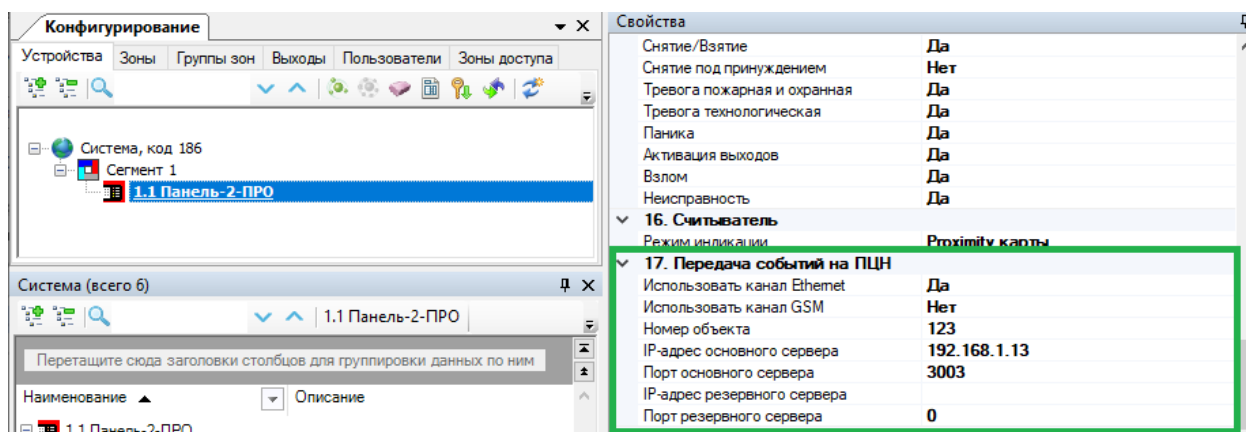 Конфигурирование
Устройства Зоны Группы зон Выходы Пользователи Зоны доступа
Система, код 186
Сегмент 1
1.1 Панель-2-ПРО
Система (всего 6)
1.1 Панель-2-ПРО
Перетащите сюда заголовки столбцов для группировки данных по ним
Наименование Описание
1.1 Панель-2-ПРО
Свойства
Снятие/Взятие Да
Снятие под принуждением Нет
Тревога пожарная и охранная Да
Тревога технологическая Да
Паника Да
Активация выходов Да
Взлом Да
Неисправность Да
16. Считыватель
Режим индикации Proximity карты
17. Передача событий на ПЦН
Использовать канал Ethernet Да
Использовать канал GSM Нет
Номер объекта 123
IP-адрес основного сервера 192.168.1.13
Порт основного сервера 3003
IP-адрес резервного сервера
Порт резервного сервера 0